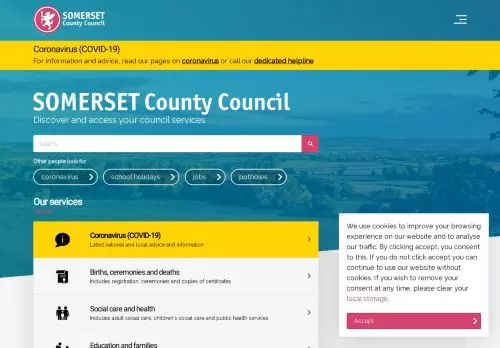 SOMERSET
County Council
Coronavirus (COVID-19)
For information and advice, read our pages on coronavirus or call our dedicated helpline
SOMERSET County Council
Discover and access your council services
Search
Other people look for
coronavirus
school holidays
jobs
potholes
Our services
Coronavirus (COVID-19)
Latest national and local advice and information
Births, ceremonies and deaths
Includes registration, ceremonies and copies of certificates
Social care and health
Includes adult social care, children's social care and public health services
Education and families
We use cookies to improve your browsing
experience on our website and to analyse
our traffic. By clicking accept, you consent
to this. If you do not click accept you can
continue to use our website without
cookies. If you wish to remove your
consent at any time, please clear your
local storage.
Accept